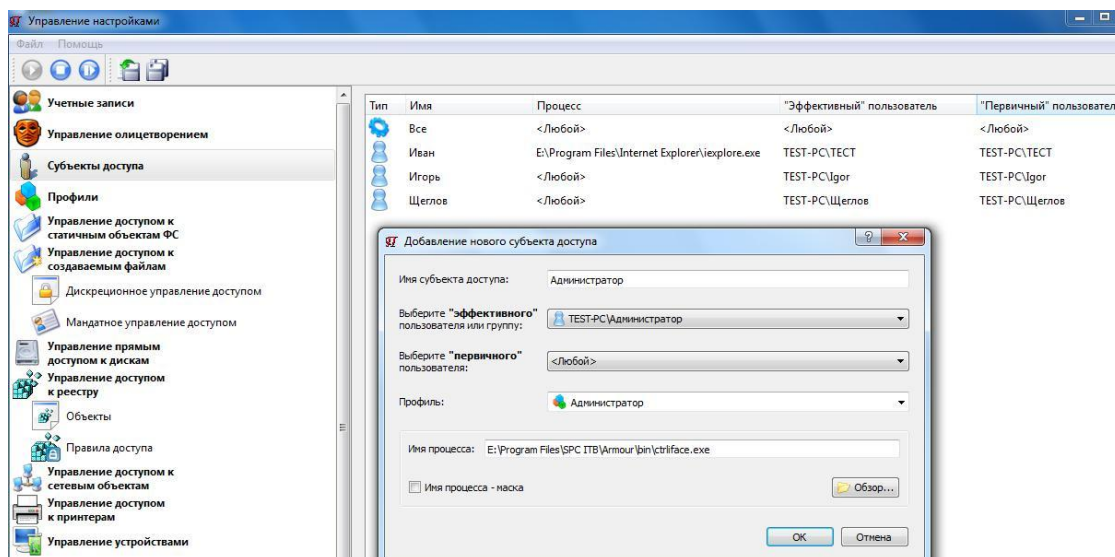 Управление настройками
Файл Помощь
Учетные записи
Управление олицетворением
Субъекты доступа
Профили
Управление доступом к
статичным объектам ФС
Управление доступом к
создаваемым файлам
Дискреционное управление доступом
Мандатное управление доступом
Управление прямым
доступом к дискам
Управление доступом
к реестру
Объекты
Правила доступа
Управление доступом к
сетевым объектам
Управление доступом
к принтерам
Управление устройствами
Тип Имя Процесс "Эффективный" пользователь "Первичный" пользовател
Все <Любой> <Любой> <Любой>
Иван E:\Program Files\Internet Explorer\iexplore.exe TEST-PC\ТЕСТ TEST-PC\ТЕСТ
Игорь <Любой> TEST-PC\Igor TEST-PC\Igor
Щеглов <Любой> TEST-PC\Щеглов TEST-PC\Щеглов
Добавление нового субъекта доступа
Имя субъекта доступа: Администратор
Выберите "эффективного"
пользователя или группу: TEST-PC\Администратор
Выберите "первичного"
пользователя: <Любой>
Профиль: Администратор
Имя процесса: E:\Program Files\SPC ITB\Armour\bin\ctrliface.exe
Имя процесса - маска
Обзор...
OK Отмена